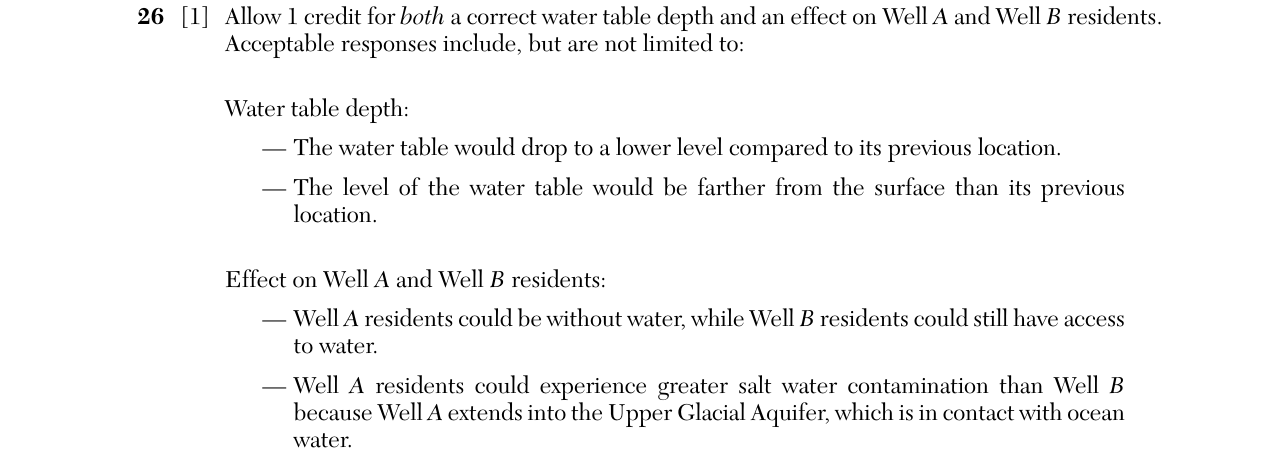 26 [1] Allow 1 credit for both a correct water table depth and an effect on Well A and Well B residents.
Acceptable responses include, but are not limited to:
Water table depth:
— The water table would drop to a lower level compared to its previous location.
— The level of the water table would be farther from the surface than its previous
location.
Effect on Well A and Well B residents:
— Well A residents could be without water, while Well B residents could still have access
to water.
— Well A residents could experience greater salt water contamination than Well B
because Well A extends into the Upper Glacial Aquifer, which is in contact with ocean
water.